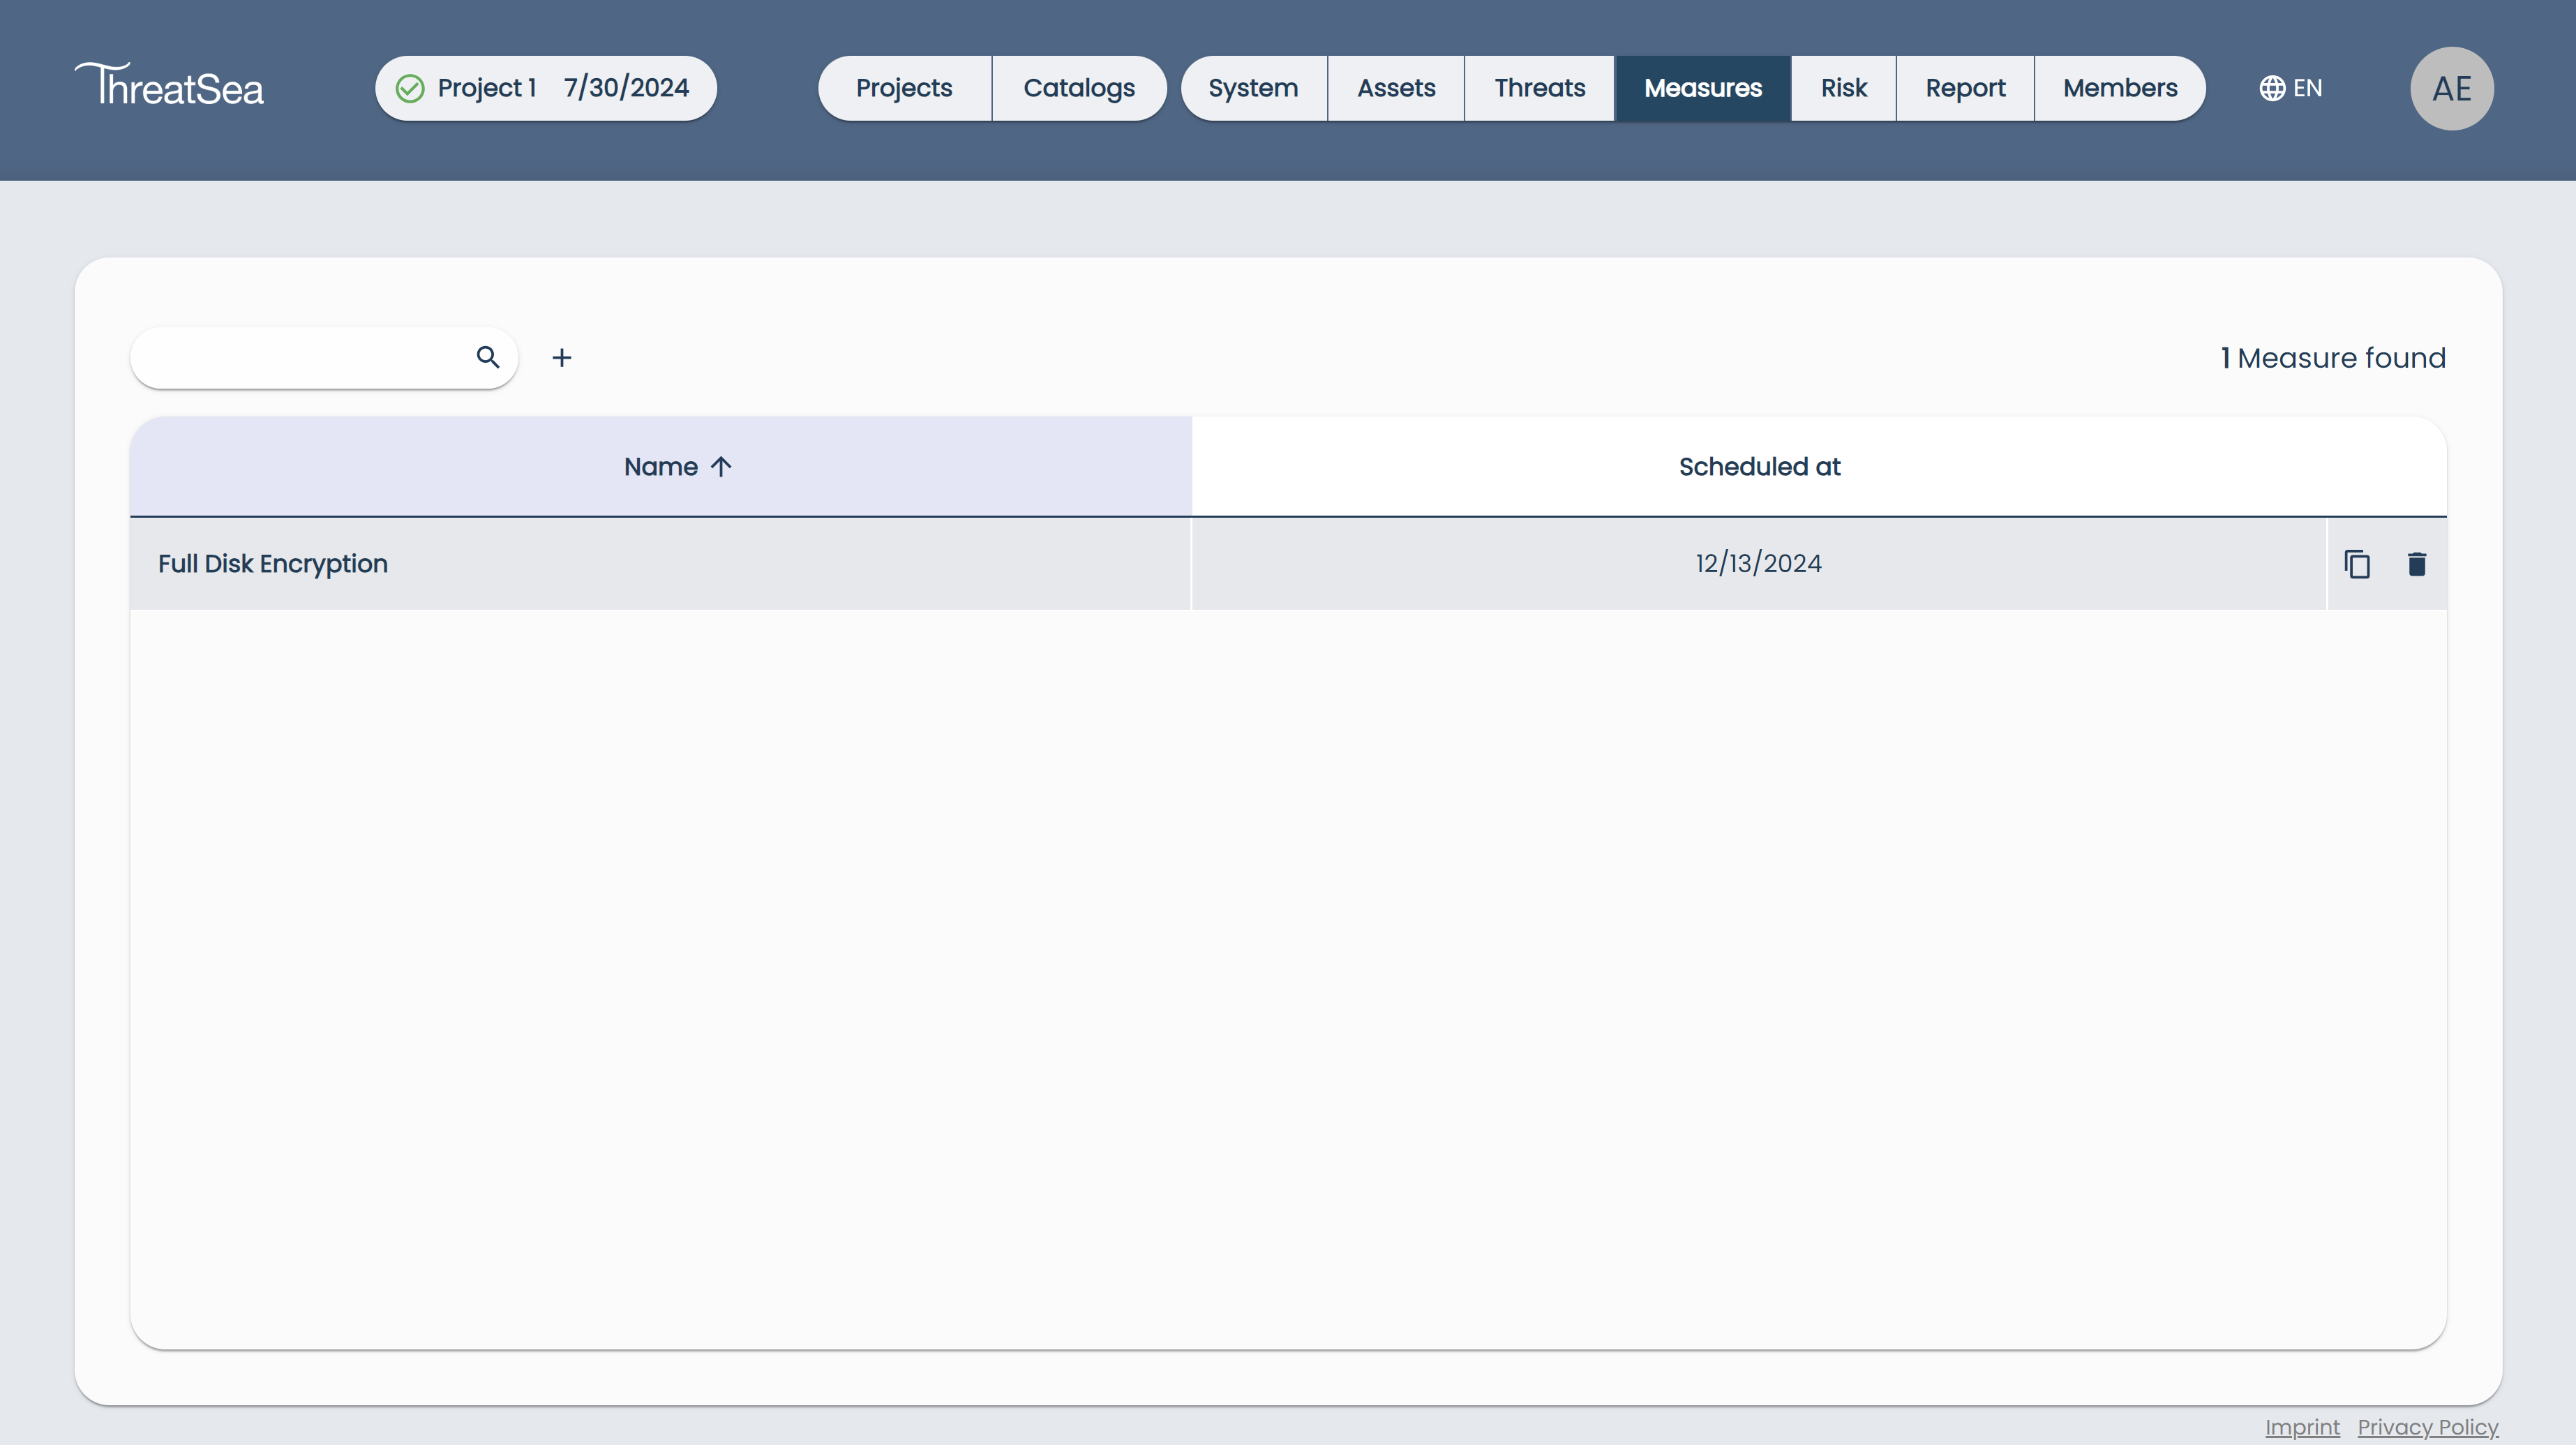 ThreatSea
Project 1 7/30/2024
Projects Catalogs System Assets Threats Measures Risk Report Members
EN
AE
1 Measure found
Name Scheduled at
Full Disk Encryption 12/13/2024
Imprint Privacy Policy